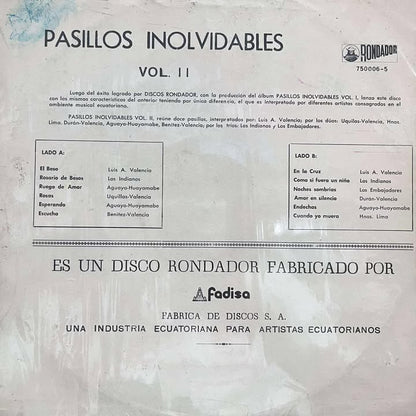 PASILLOS INOLVIDABLES
VOL. II
RONDADOR
750006-5
Luego del éxito logrado por DISCOS RONDADOR, con la producción del álbum PASILLOS INOLVIDABLES VOL. I, lanza este disco
con las mismas características del anterior teniendo por única diferencia, el que es interpretado por diferentes artistas consagrados en el
ambiente musical ecuatoriano.
PASILLOS INOLVIDABLES VOL. II, reúne doce pasillos, interpretados por: Luis A. Valencia; por los dúos: Uquillas-Valencia, Hnos.
Lima, Durán-Valencia, Aguayo-Huayamabe, Benítez-Valencia; por los tríos: Los Indianos y Los Embajadores.
LADO A:
El Beso Luis A. Valencia
Rosario de Besos Los Indianos
Ruego de Amor Aguayo-Huayamabe
Rosas Uquillas-Valencia
Esperando Aguayo-Huayamabe
Escucha Benítez-Valencia
LADO B:
En la Cruz Luis A. Valencia
Como si fuera un niño Los Indianos
Noches sombrías Los Embajadores
Amor en silencio Durán-Valencia
Endechas Aguayo-Huayamabe
Cuando yo muera Hnos. Lima
ES UN DISCO RONDADOR FABRICADO POR
Fadisa
FABRICA DE DISCOS S. A.
UNA INDUSTRIA ECUATORIANA PARA ARTISTAS ECUATORIANOS